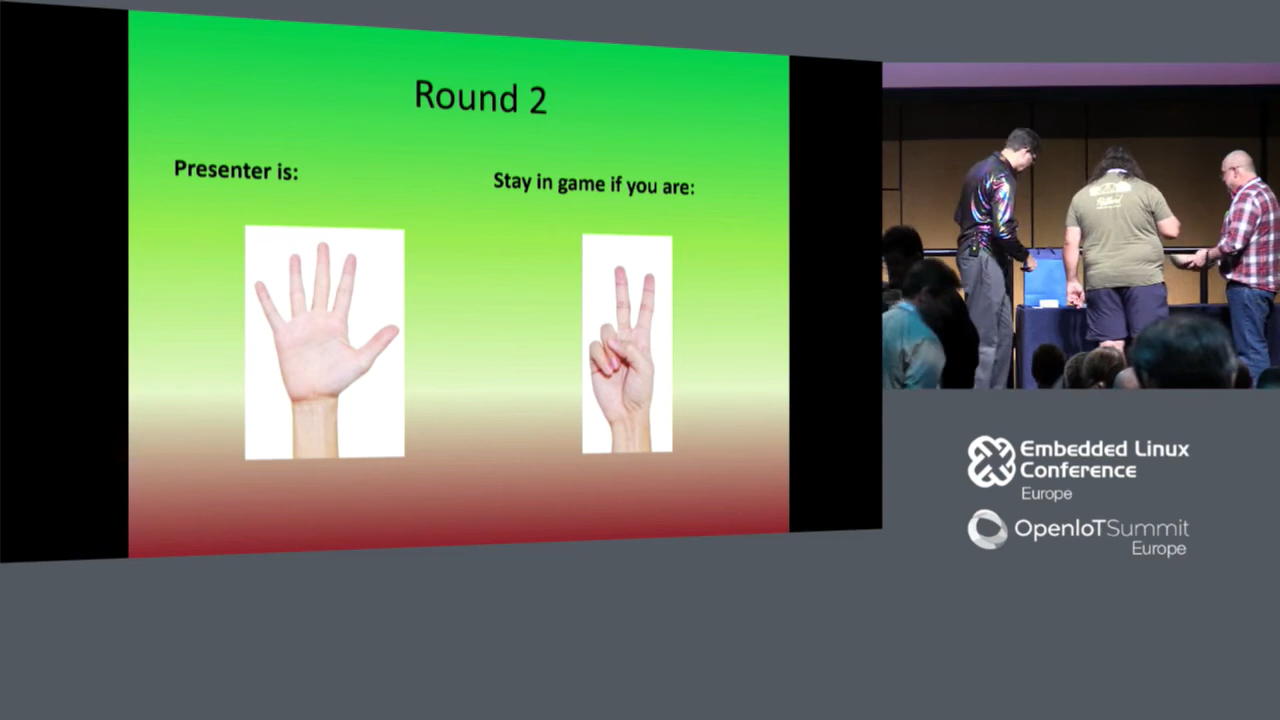 Round 2
Presenter is:
Stay in game if you are:
Embedded Linux
Conference
Europe
OpenIoTSummit
Europe